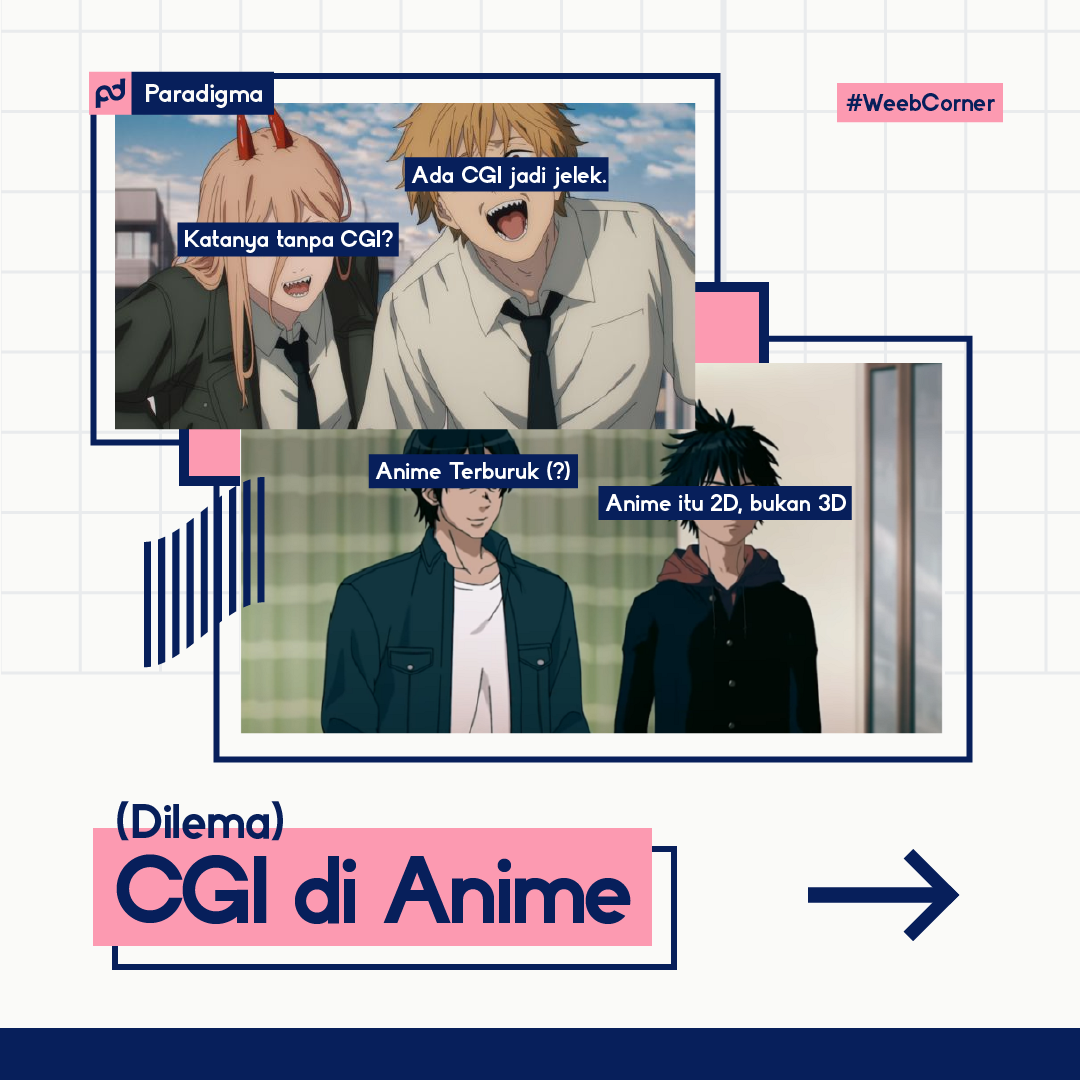 Paradigma
#WeebCorner
Ada CGI jadi jelek.
Katanya tanpa CGI?
Anime Terburuk (?)
Anime itu 2D, bukan 3D
(Dilema)
CGI di Anime